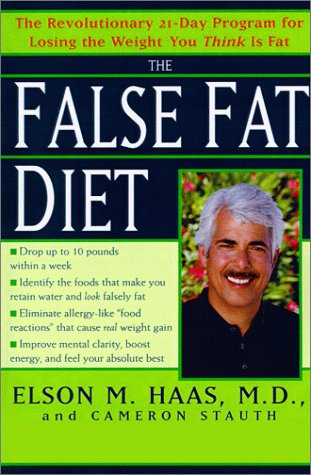 The Revolutionary 21-Day Program for
Losing the Weight You Think Is Fat
THE
FALSE FAT
DIET
■ Drop up to 10 pounds
within a week
■ Identify the foods that make you
retain water and look falsely fat
■ Eliminate allergy-like "food
reactions" that cause real weight gain
■ Improve mental clarity, boost
energy, and feel your absolute best
ELSON M. HAAS, M.D.,
and CAMERON STAUTH